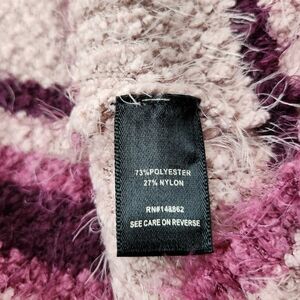 73%POLYESTER
27% NYLON
RN#148862
SEE CARE ON REVERSE